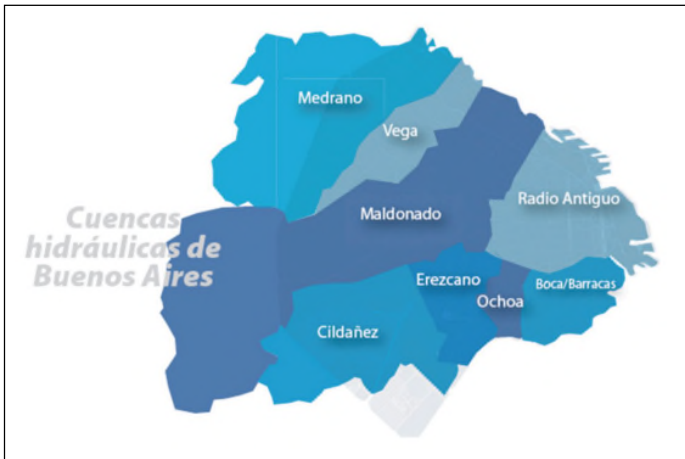 Medrano
Vega
Radio Antiguo
Maldonado
Cuencas
hidráulicas de
Buenos Aires
Erezcano
Boca/Barracas
Ochoa
Cildañez